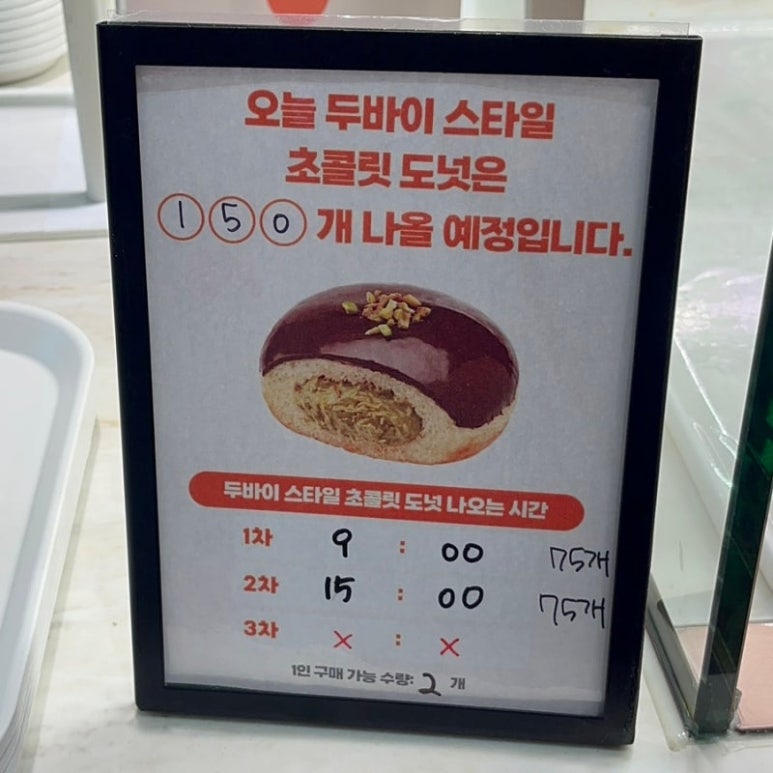 오늘 두바이 스타일
초콜릿 도넛은
150개 나올 예정입니다.
두바이 스타일 초콜릿 도넛 나오는 시간
1차 9 : 00 75개
2차 15 : 00 75개
3차 × : ×
1인 구매 가능 수량: 2 개